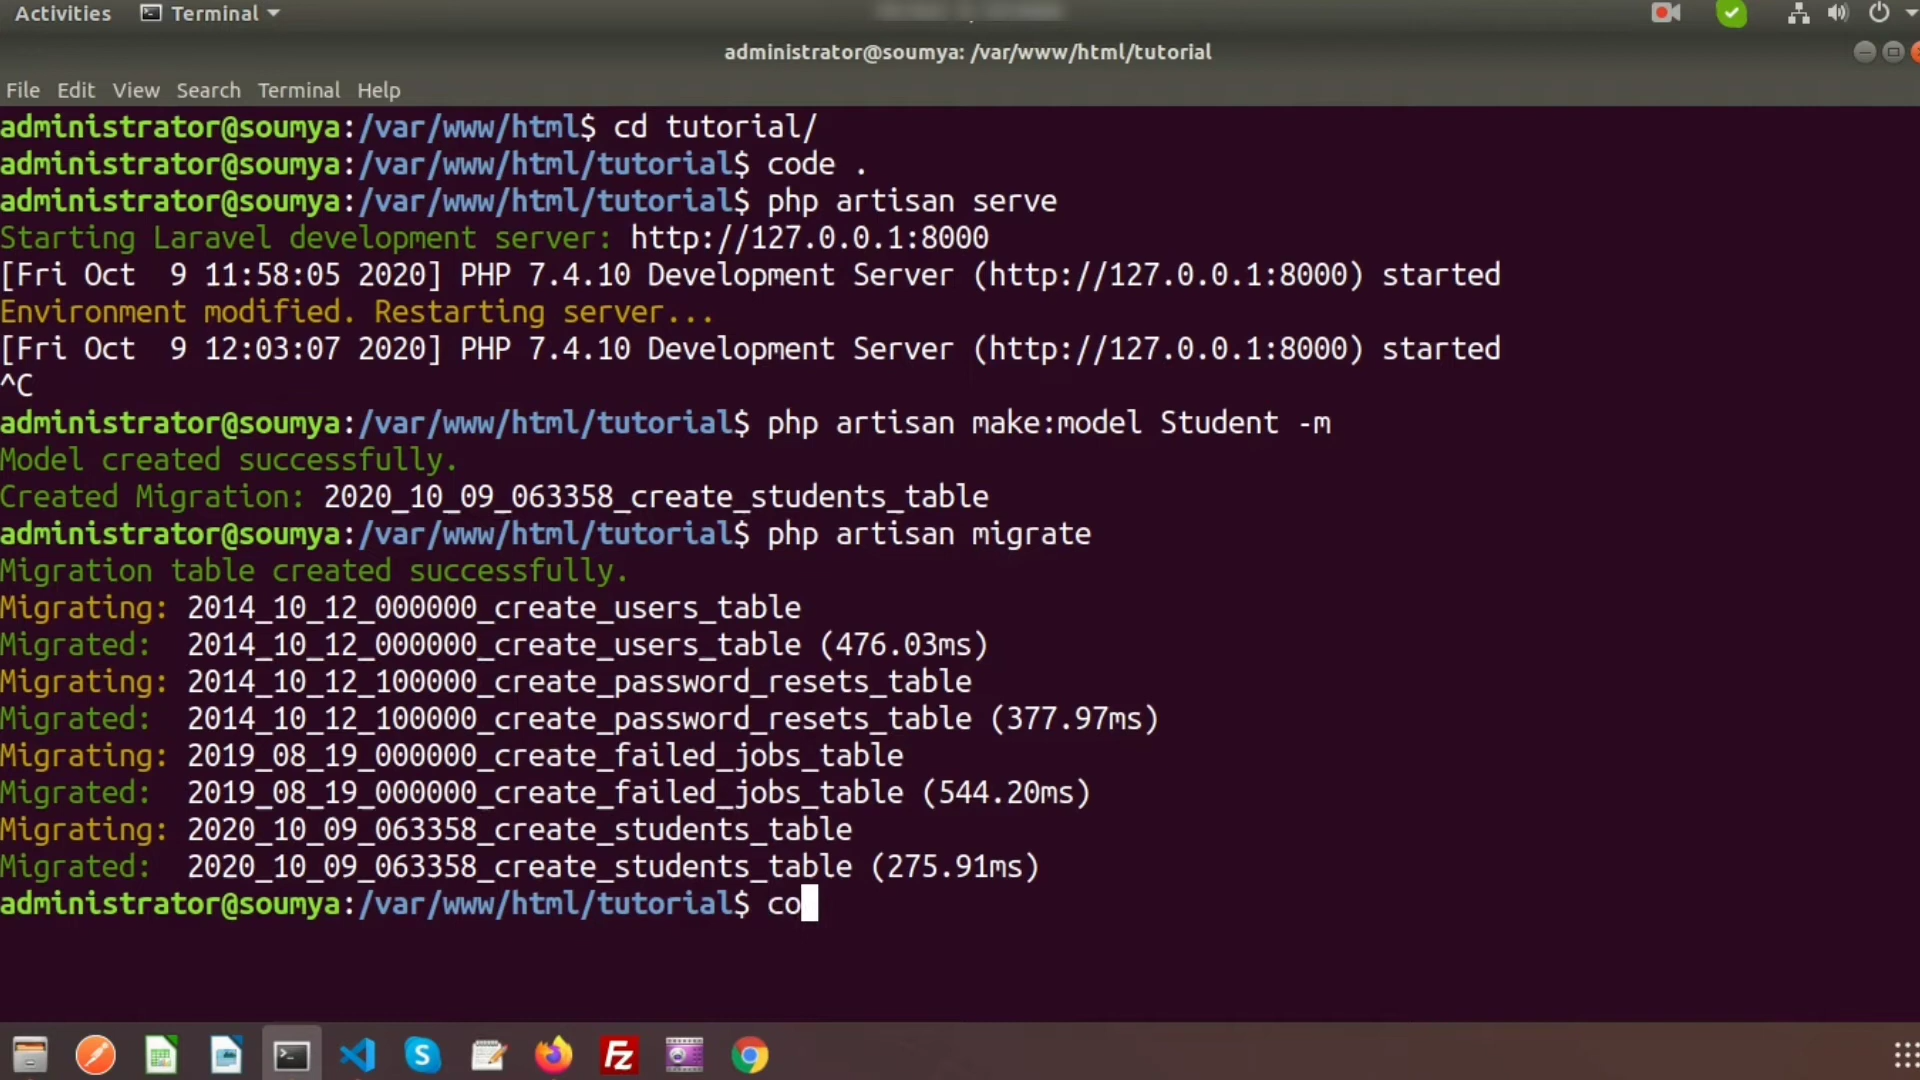 Activities Terminal
administrator@soumya: /var/www/html/tutorial
File Edit View Search Terminal Help
administrator@soumya:/var/www/html$ cd tutorial/
administrator@soumya:/var/www/html/tutorial$ code .
administrator@soumya:/var/www/html/tutorial$ php artisan serve
Starting Laravel development server: http://127.0.0.1:8000
[Fri Oct  9 11:58:05 2020] PHP 7.4.10 Development Server (http://127.0.0.1:8000) started
Environment modified. Restarting server...
[Fri Oct  9 12:03:07 2020] PHP 7.4.10 Development Server (http://127.0.0.1:8000) started
^C
administrator@soumya:/var/www/html/tutorial$ php artisan make:model Student -m
Model created successfully.
Created Migration: 2020_10_09_063358_create_students_table
administrator@soumya:/var/www/html/tutorial$ php artisan migrate
Migration table created successfully.
Migrating: 2014_10_12_000000_create_users_table
Migrated:  2014_10_12_000000_create_users_table (476.03ms)
Migrating: 2014_10_12_100000_create_password_resets_table
Migrated:  2014_10_12_100000_create_password_resets_table (377.97ms)
Migrating: 2019_08_19_000000_create_failed_jobs_table
Migrated:  2019_08_19_000000_create_failed_jobs_table (544.20ms)
Migrating: 2020_10_09_063358_create_students_table
Migrated:  2020_10_09_063358_create_students_table (275.91ms)
administrator@soumya:/var/www/html/tutorial$ co